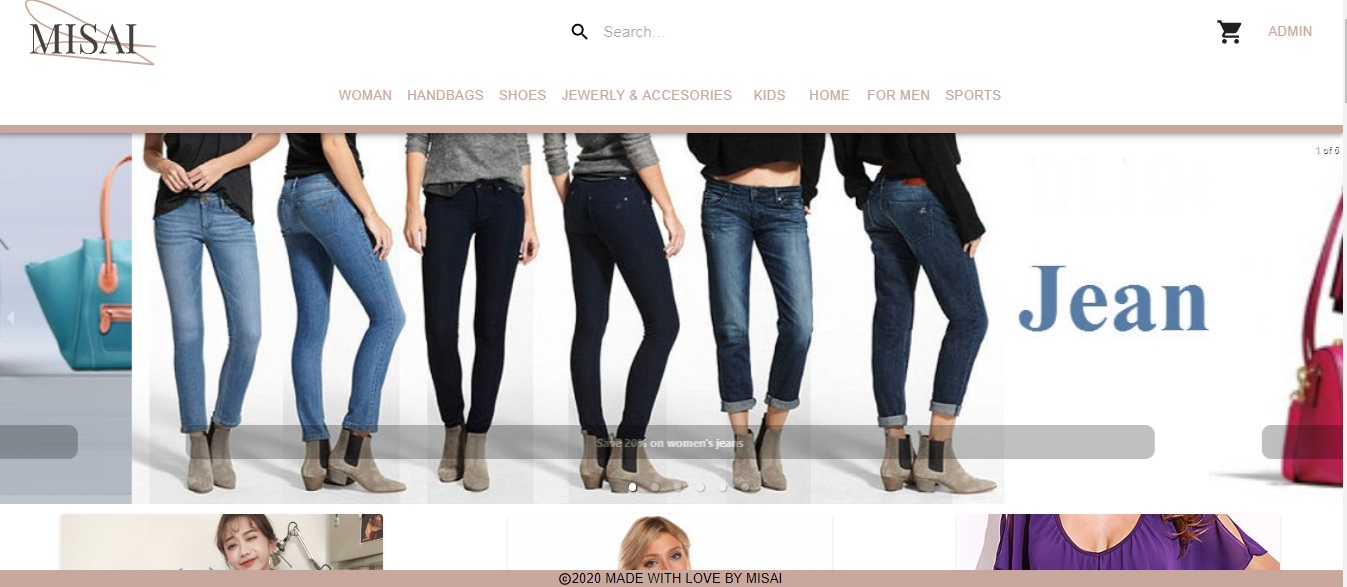 MISAI
Search...
ADMIN
WOMAN HANDBAGS SHOES JEWERLY & ACCESORIES KIDS HOME FOR MEN SPORTS
1 of 6
Jean
Save 20% on women's jeans
©2020 MADE WITH LOVE BY MISAI